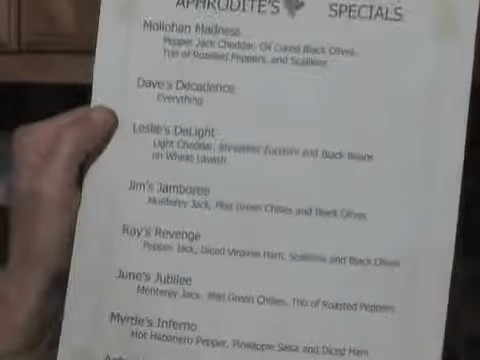 APHRODITE'S SPECIALS
Mollohan Madness
Pepper Jack Cheddar, Oil Cured Black Olives,
Trio of Roasted Peppers, and Scallions
Dave's Decadence
Everything
Leslie's DeLight
Light Cheddar, Shredded Zucchini and Black Beans
on Wheat Lavash
Jim's Jamboree
Monterey Jack, Mild Green Chilies and Black Olives
Ray's Revenge
Pepper Jack, Diced Virginia Ham, Scallions and Black Olives
June's Jubilee
Monterey Jack, Mild Green Chilies, Trio of Roasted Peppers
Myrtle's Inferno
Hot Habanero Pepper, Pineapple Salsa and Diced Ham